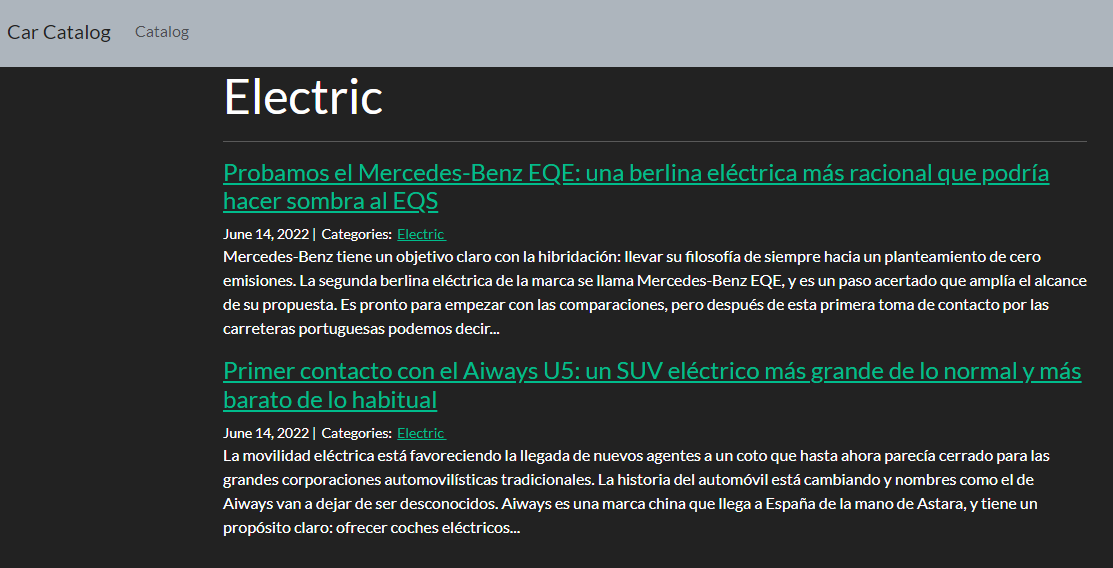 Car Catalog Catalog
Electric
Probamos el Mercedes-Benz EQE: una berlina eléctrica más racional que podría
hacer sombra al EQS
June 14, 2022 | Categories: Electric
Mercedes-Benz tiene un objetivo claro con la hibridación: llevar su filosofía de siempre hacia un planteamiento de cero
emisiones. La segunda berlina eléctrica de la marca se llama Mercedes-Benz EQE, y es un paso acertado que amplía el alcance
de su propuesta. Es pronto para empezar con las comparaciones, pero después de esta primera toma de contacto por las
carreteras portuguesas podemos decir...
Primer contacto con el Aiways U5: un SUV eléctrico más grande de lo normal y más
barato de lo habitual
June 14, 2022 | Categories: Electric
La movilidad eléctrica está favoreciendo la llegada de nuevos agentes a un coto que hasta ahora parecía cerrado para las
grandes corporaciones automovilísticas tradicionales. La historia del automóvil está cambiando y nombres como el de
Aiways van a dejar de ser desconocidos. Aiways es una marca china que llega a España de la mano de Astara, y tiene un
propósito claro: ofrecer coches eléctricos...